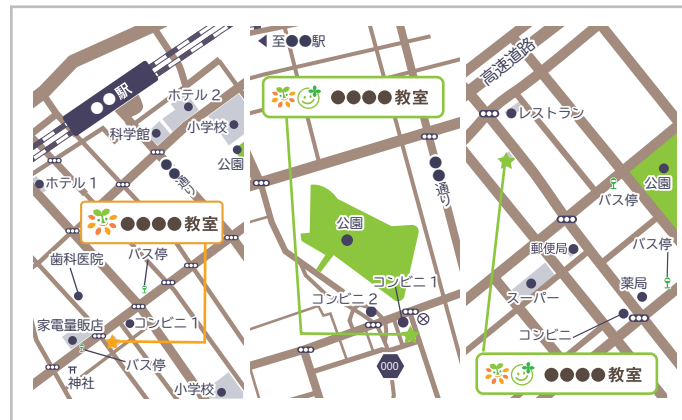 ●●駅
ホテル2
科学館
小学校
公園
●●通り
ホテル1
●●●●教室
歯科医院
バス停
家電量販店
コンビニ1
バス停
神社
小学校
至●●駅
●●●●教室
●●通り
公園
コンビニ1
コンビニ2
000
高速道路
レストラン
公園
バス停
郵便局
バス停
スーパー
薬局
コンビニ
●●●●教室